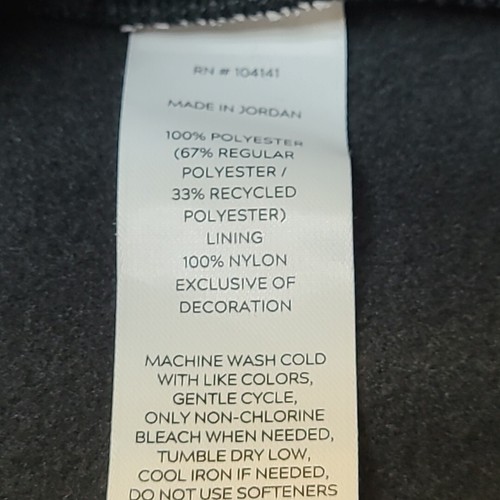 RN # 104141
MADE IN JORDAN
100% POLYESTER
(67% REGULAR
POLYESTER /
33% RECYCLED
POLYESTER)
LINING
100% NYLON
EXCLUSIVE OF
DECORATION
MACHINE WASH COLD
WITH LIKE COLORS,
GENTLE CYCLE,
ONLY NON-CHLORINE
BLEACH WHEN NEEDED,
TUMBLE DRY LOW,
COOL IRON IF NEEDED,
DO NOT USE SOFTENERS